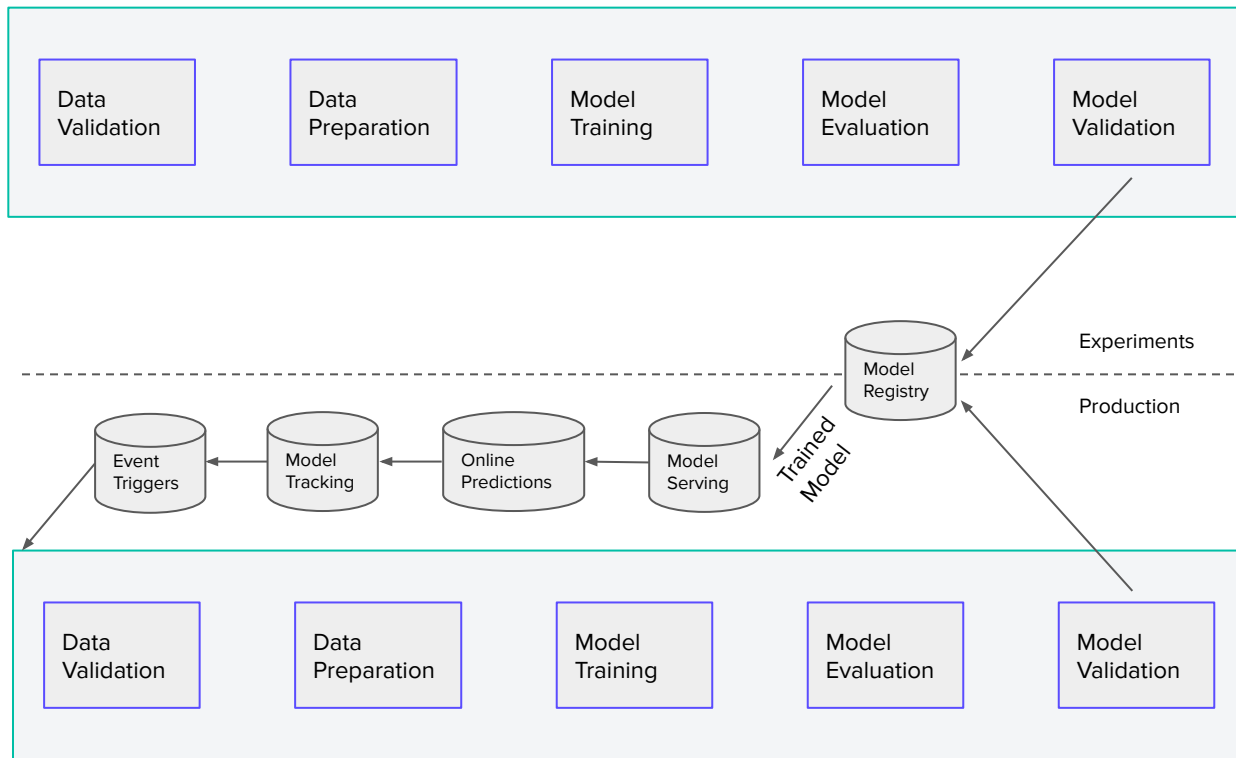 Data
Validation
Data
Preparation
Model
Training
Model
Evaluation
Model
Validation
Experiments
Model
Registry
Production
Trained
Model
Event
Triggers
Model
Tracking
Online
Predictions
Model
Serving
Data
Validation
Data
Preparation
Model
Training
Model
Evaluation
Model
Validation